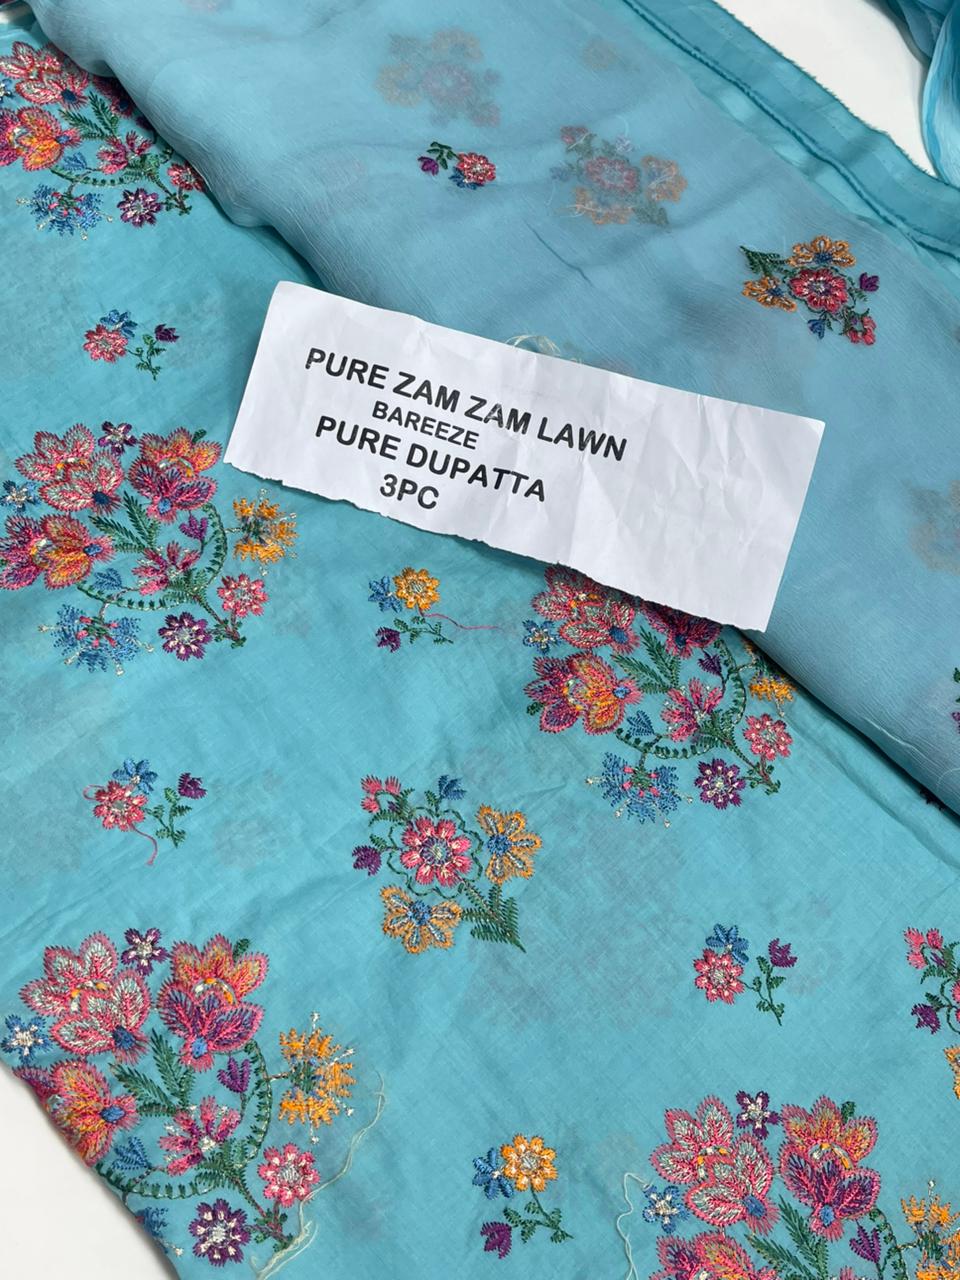 PURE ZAM ZAM LAWN
BAREEZE
PURE DUPATTA
3PC